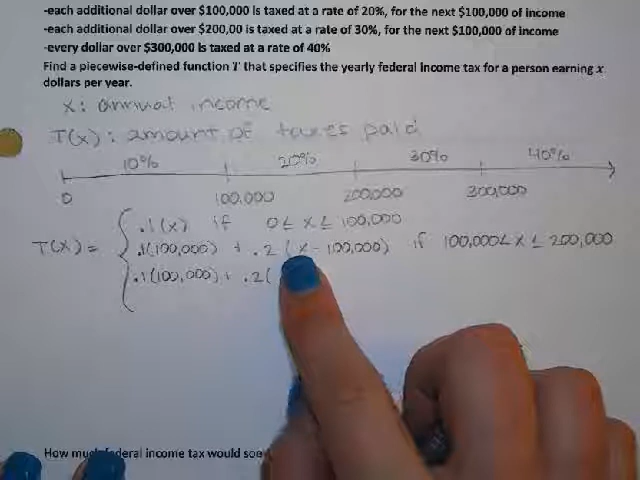 -each additional dollar over $100,000 is taxed at a rate of 20%, for the next $100,000 of income
-each additional dollar over $200,00 is taxed at a rate of 30%, for the next $100,000 of income
-every dollar over $300,000 is taxed at a rate of 40%
Find a piecewise-defined function T that specifies the yearly federal income tax for a person earning x
dollars per year.
x: annual income
T(x): amount of taxes paid
10% 20% 30% 40%
0 100,000 200,000 300,000
.1(x) if 0≤ x ≤ 100,000
T(x) = .1(100,000) + .2 (x - 100,000) if 100,000< x ≤ 200,000
.1(100,000) + .2(
How much federal income tax would